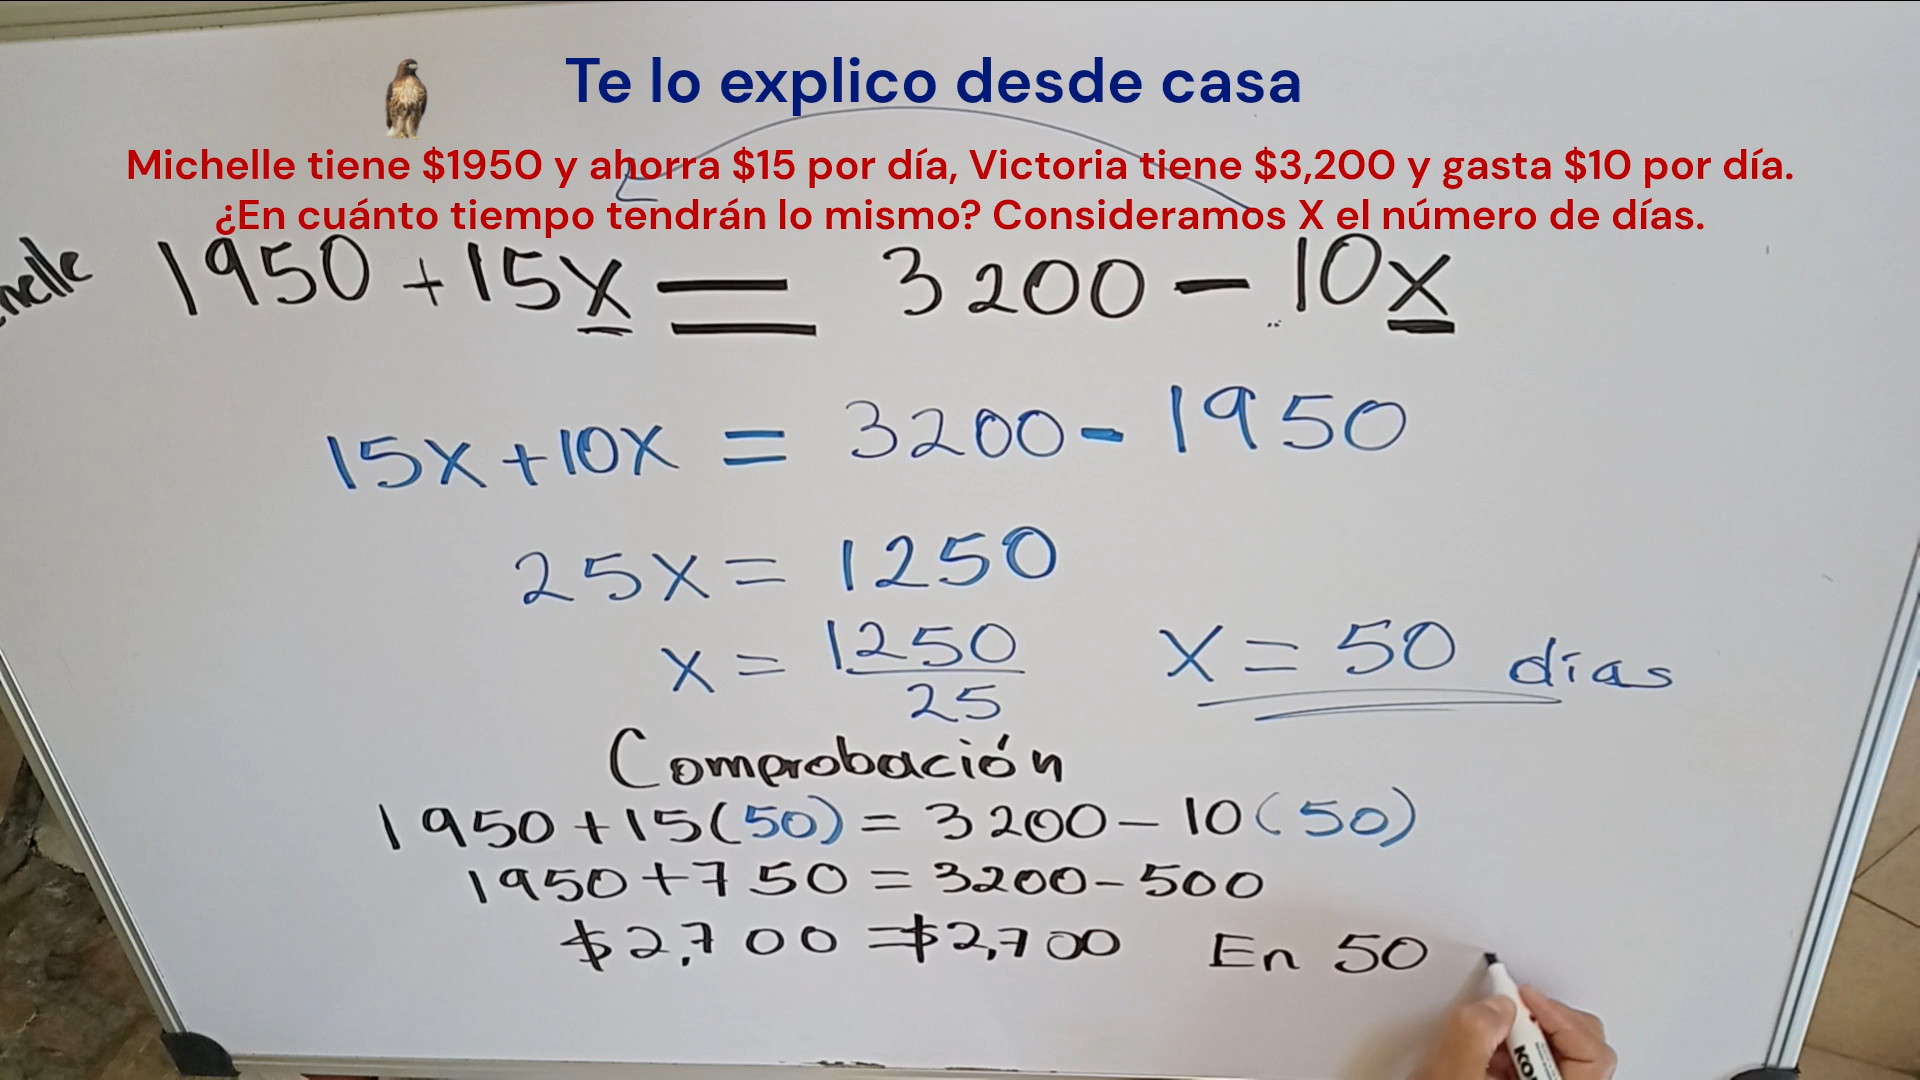 Te lo explico desde casa
Michelle tiene $1950 y ahorra $15 por día, Victoria tiene $3,200 y gasta $10 por día.
¿En cuánto tiempo tendrán lo mismo? Consideramos X el número de días.
1950 + 15x = 3200 - 10x
15x + 10x = 3200 - 1950
25x = 1250
x = 1250/25 x = 50 días
Comprobación
1950 + 15(50) = 3200 - 10(50)
1950 + 750 = 3200 - 500
$2,700 = $2,700 En 50